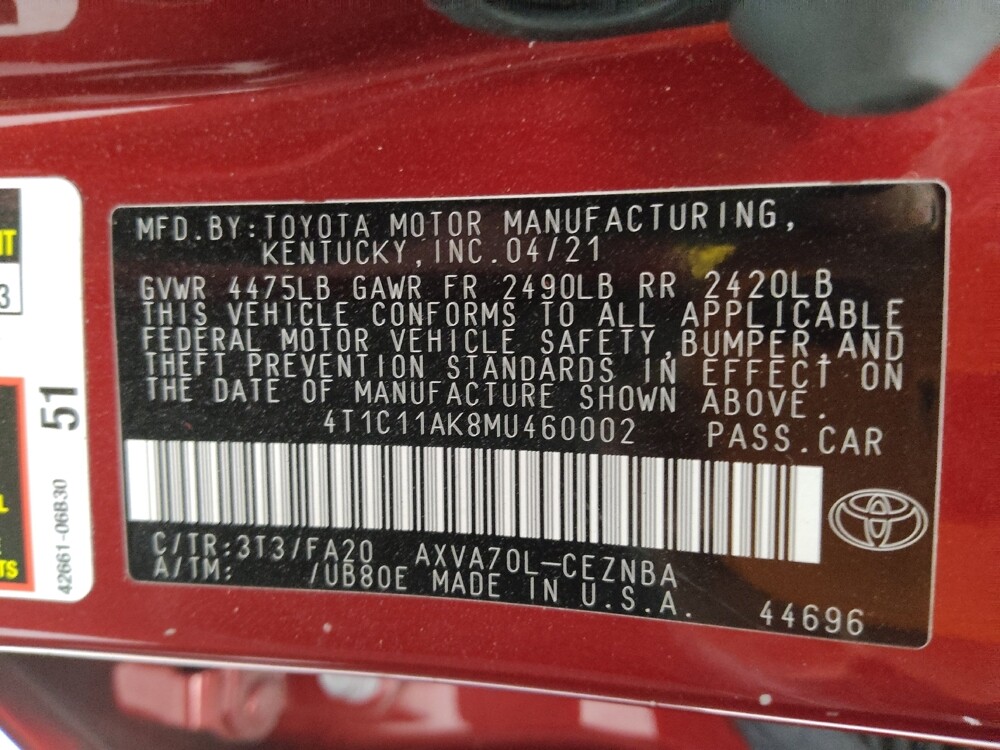 MFD.BY:TOYOTA MOTOR MANUFACTURING,
KENTUCKY,INC.04/21
GVWR 4475LB GAWR FR 2490LB RR 2420LB
THIS VEHICLE CONFORMS TO ALL APPLICABLE
FEDERAL MOTOR VEHICLE SAFETY,BUMPER,AND
THEFT PREVENTION STANDARDS IN EFFECT ON
THE DATE OF MANUFACTURE SHOWN ABOVE.
4T1C11AK8MU460002 PASS.CAR
C/TR:3T3/FA20 AXVA70L-CEZNBA
A/TM: /UB80E MADE IN U.S.A.
44696
51
42661-06B30
3